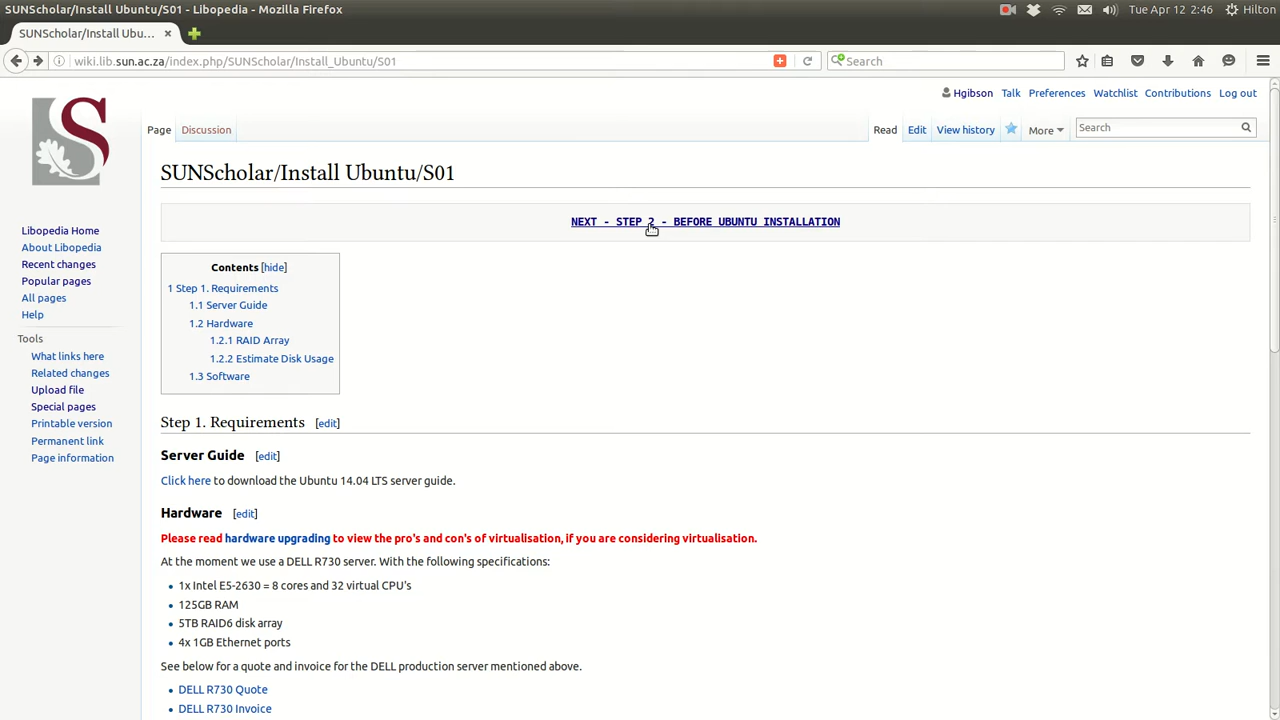 SUNScholar/Install Ubuntu/S01 - Libopedia - Mozilla Firefox
Tue Apr 12 2:46 Hilton
SUNScholar/Install Ubu...
wiki.lib.sun.ac.za/index.php/SUNScholar/Install_Ubuntu/S01
Search
Hgibson Talk Preferences Watchlist Contributions Log out
Page Discussion Read Edit View history More Search
SUNScholar/Install Ubuntu/S01
NEXT - STEP 2 - BEFORE UBUNTU INSTALLATION
Libopedia Home
About Libopedia
Recent changes
Popular pages
All pages
Help
Tools
What links here
Related changes
Upload file
Special pages
Printable version
Permanent link
Page information
Contents [hide]
1 Step 1. Requirements
1.1 Server Guide
1.2 Hardware
1.2.1 RAID Array
1.2.2 Estimate Disk Usage
1.3 Software
Step 1. Requirements [edit]
Server Guide [edit]
Click here to download the Ubuntu 14.04 LTS server guide.
Hardware [edit]
Please read hardware upgrading to view the pro's and con's of virtualisation, if you are considering virtualisation.
At the moment we use a DELL R730 server. With the following specifications:
1x Intel E5-2630 = 8 cores and 32 virtual CPU's
125GB RAM
5TB RAID6 disk array
4x 1GB Ethernet ports
See below for a quote and invoice for the DELL production server mentioned above.
DELL R730 Quote
DELL R730 Invoice